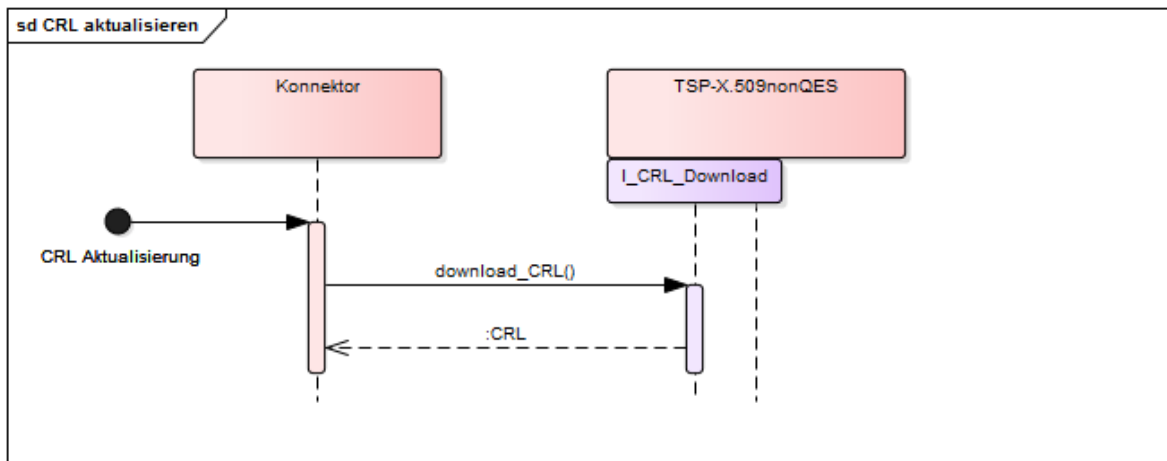 sd CRL aktualisieren
Konnektor
TSP-X.509nonQES
I_CRL_Download
CRL Aktualisierung
download_CRL()
:CRL